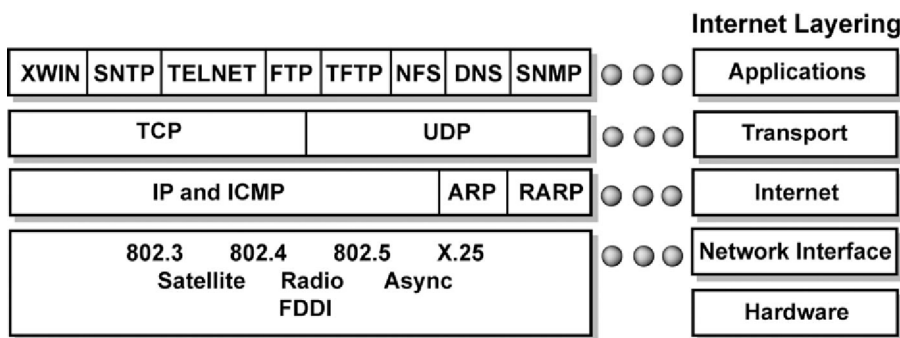 Internet Layering
XWIN SNTP TELNET FTP TFTP NFS DNS SNMP Applications
TCP UDP Transport
IP and ICMP ARP RARP Internet
802.3 802.4 802.5 X.25 Network Interface
Satellite Radio Async
FDDI Hardware